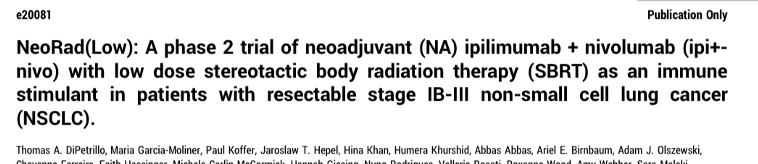 e20081
Publication Only
NeoRad(Low): A phase 2 trial of neoadjuvant (NA) ipilimumab + nivolumab (ipi+-
nivo) with low dose stereotactic body radiation therapy (SBRT) as an immune
stimulant in patients with resectable stage IB-III non-small cell lung cancer
(NSCLC).
Thomas A. DiPetrillo, Maria Garcia-Moliner, Paul Koffer, Jaroslaw T. Hepel, Hina Khan, Humera Khurshid, Abbas Abbas, Ariel E. Birnbaum, Adam J. Olszewski,